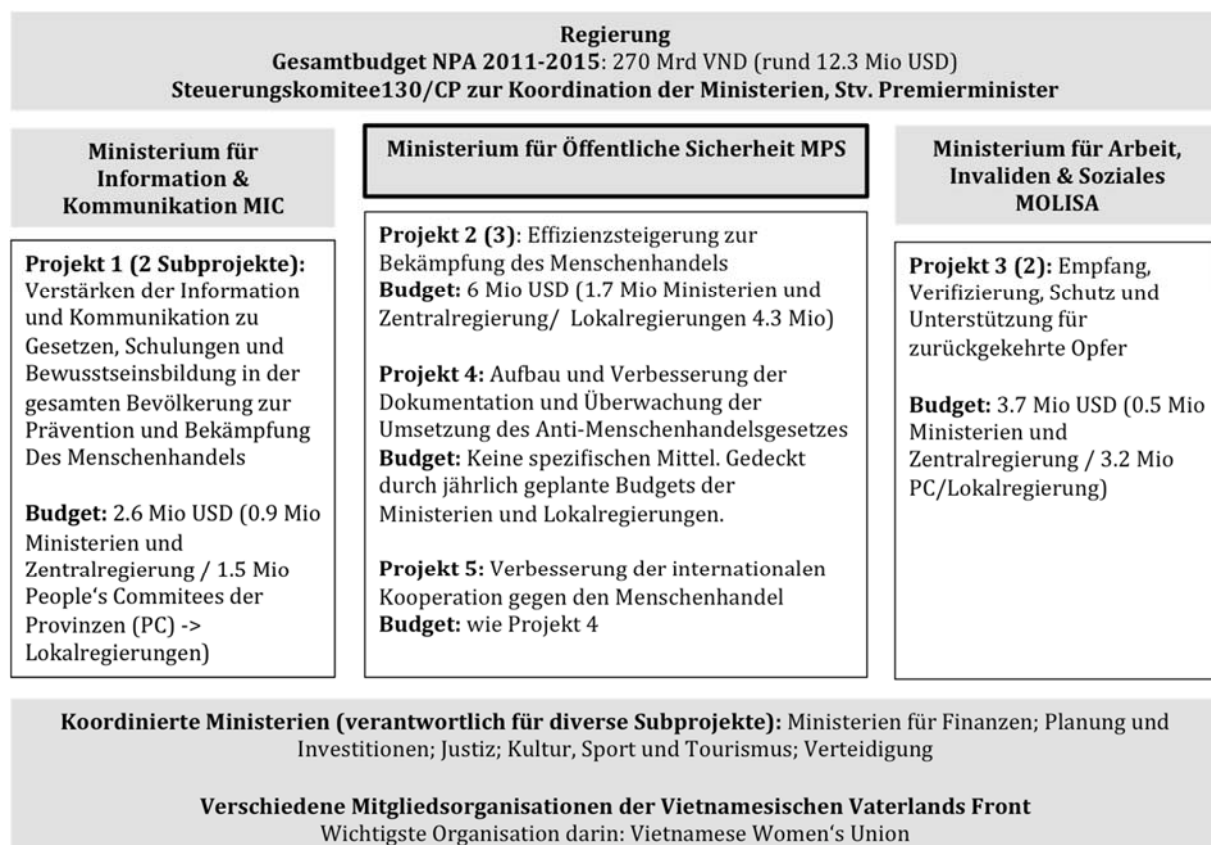 Regierung
Gesamtbudget NPA 2011-2015: 270 Mrd VND (rund 12.3 Mio USD)
Steuerungskomitee130/CP zur Koordination der Ministerien, Stv. Premierminister
Ministerium für
Information &
Kommunikation MIC
Projekt 1 (2 Subprojekte):
Verstärken der Information
und Kommunikation zu
Gesetzen, Schulungen und
Bewusstseinsbildung in der
gesamten Bevölkerung zur
Prävention und Bekämpfung
Des Menschenhandels
Budget: 2.6 Mio USD (0.9 Mio
Ministerien und
Zentralregierung / 1.5 Mio
People's Commitees der
Provinzen (PC) ->
Lokalregierungen)
Ministerium für Öffentliche Sicherheit MPS
Projekt 2 (3): Effizienzsteigerung zur
Bekämpfung des Menschenhandels
Budget: 6 Mio USD (1.7 Mio Ministerien und
Zentralregierung/ Lokalregierungen 4.3 Mio)
Projekt 4: Aufbau und Verbesserung der
Dokumentation und Überwachung der
Umsetzung des Anti-Menschenhandelsgesetzes
Budget: Keine spezifischen Mittel. Gedeckt
durch jährlich geplante Budgets der
Ministerien und Lokalregierungen.
Projekt 5: Verbesserung der internationalen
Kooperation gegen den Menschenhandel
Budget: wie Projekt 4
Ministerium für Arbeit,
Invaliden & Soziales
MOLISA
Projekt 3 (2): Empfang,
Verifizierung, Schutz und
Unterstützung für
zurückgekehrte Opfer
Budget: 3.7 Mio USD (0.5 Mio
Ministerien und
Zentralregierung / 3.2 Mio
PC/Lokalregierung)
Koordinierte Ministerien (verantwortlich für diverse Subprojekte): Ministerien für Finanzen; Planung und
Investitionen; Justiz; Kultur, Sport und Tourismus; Verteidigung
Verschiedene Mitgliedsorganisationen der Vietnamesischen Vaterlands Front
Wichtigste Organisation darin: Vietnamese Women's Union